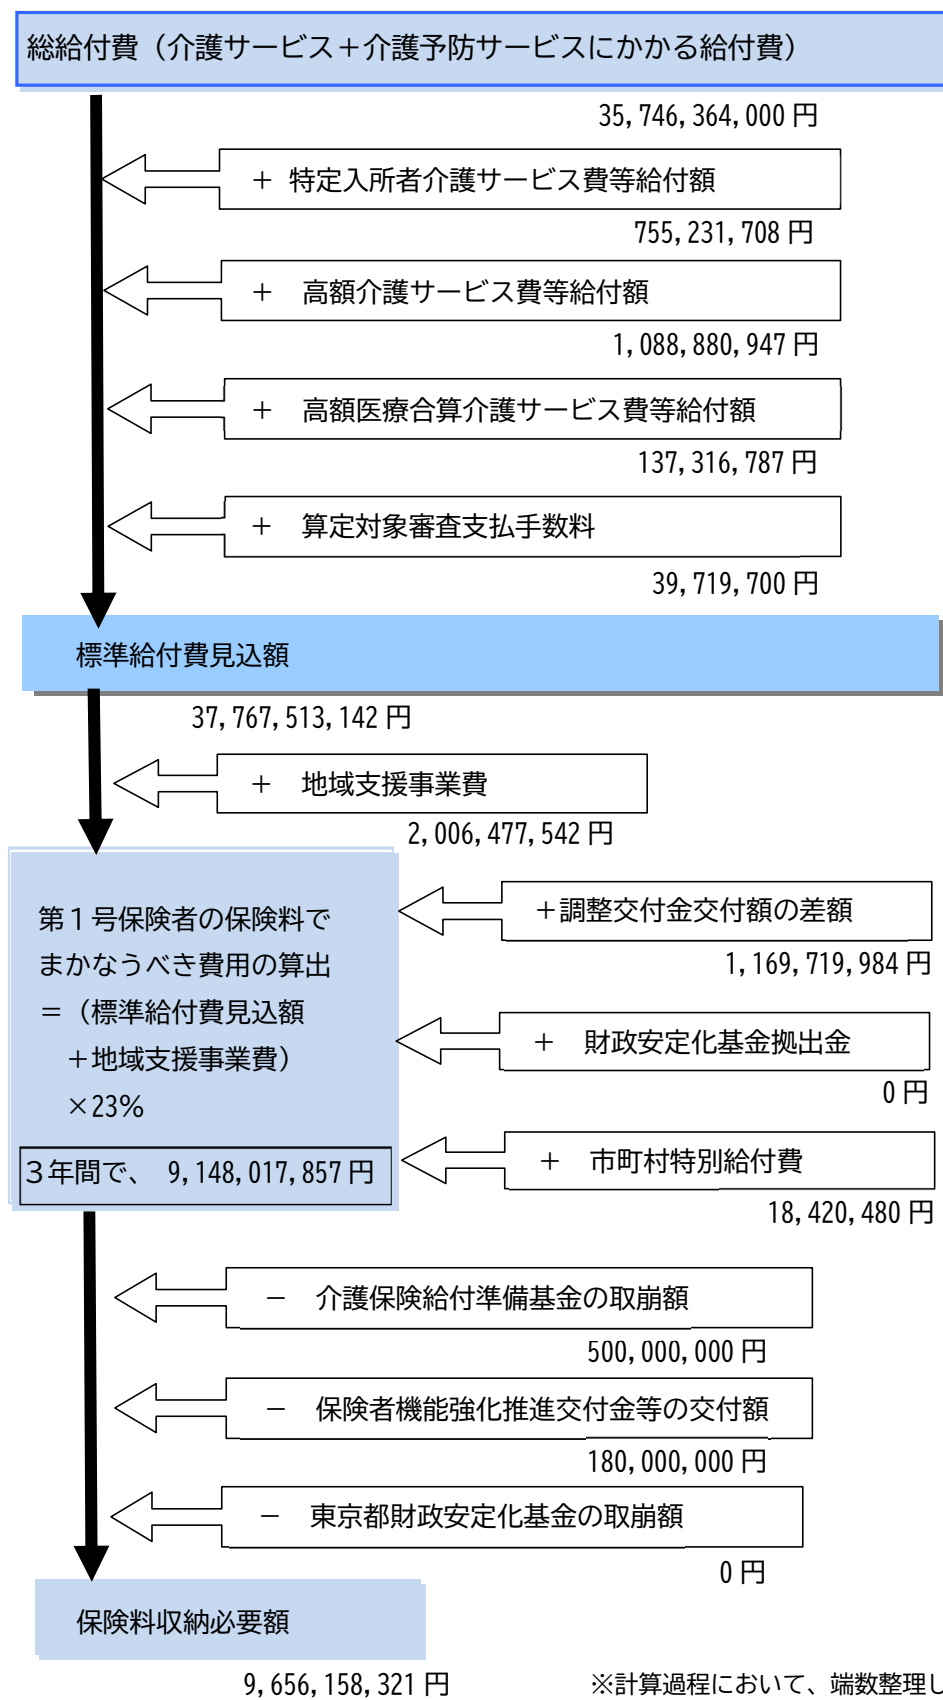 総給付費（介護サービス＋介護予防サービスにかかる給付費）
35,746,364,000 円
＋ 特定入所者介護サービス費等給付額
755,231,708 円
＋ 高額介護サービス費等給付額
1,088,880,947 円
＋ 高額医療合算介護サービス費等給付額
137,316,787 円
＋ 算定対象審査支払手数料
39,719,700 円
標準給付費見込額
37,767,513,142 円
＋ 地域支援事業費
2,006,477,542 円
第１号保険者の保険料で
まかなうべき費用の算出
＝（標準給付費見込額
＋地域支援事業費）
×23％
３年間で、 9,148,017,857 円
＋調整交付金交付額の差額
1,169,719,984 円
＋ 財政安定化基金拠出金
0 円
＋ 市町村特別給付費
18,420,480 円
－ 介護保険給付準備基金の取崩額
500,000,000 円
－ 保険者機能強化推進交付金等の交付額
180,000,000 円
－ 東京都財政安定化基金の取崩額
0 円
保険料収納必要額
9,656,158,321 円
※計算過程において、端数整理し